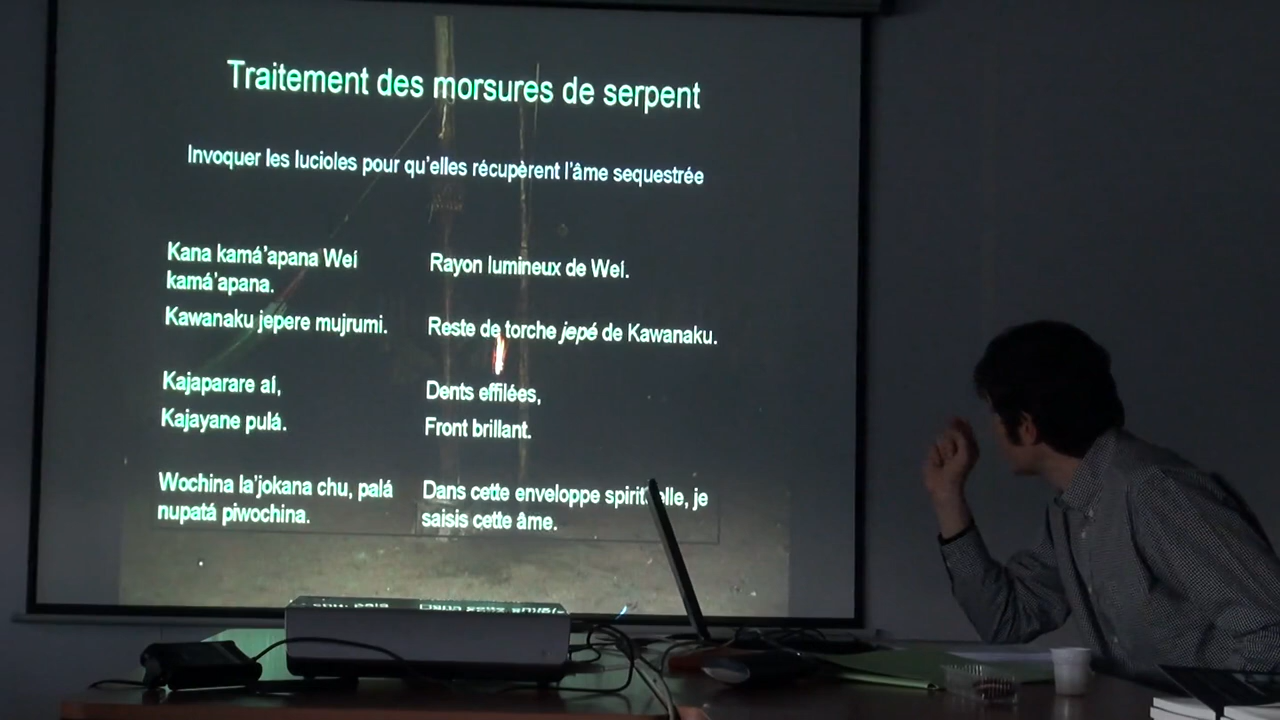 Traitement des morsures de serpent
Invoquer les lucioles pour qu'elles récupèrent l'âme sequestrée
Kana kamá'apana Weí
kamá'apana.
Rayon lumineux de Weí.
Kawanaku jepere mujrumi.
Reste de torche jepé de Kawanaku.
Kajaparare aí,
Dents effilées,
Kajayane pulá.
Front brillant.
Wochina la'jokana chu, palá
nupatá piwochina.
Dans cette enveloppe spirituelle, je
saisis cette âme.